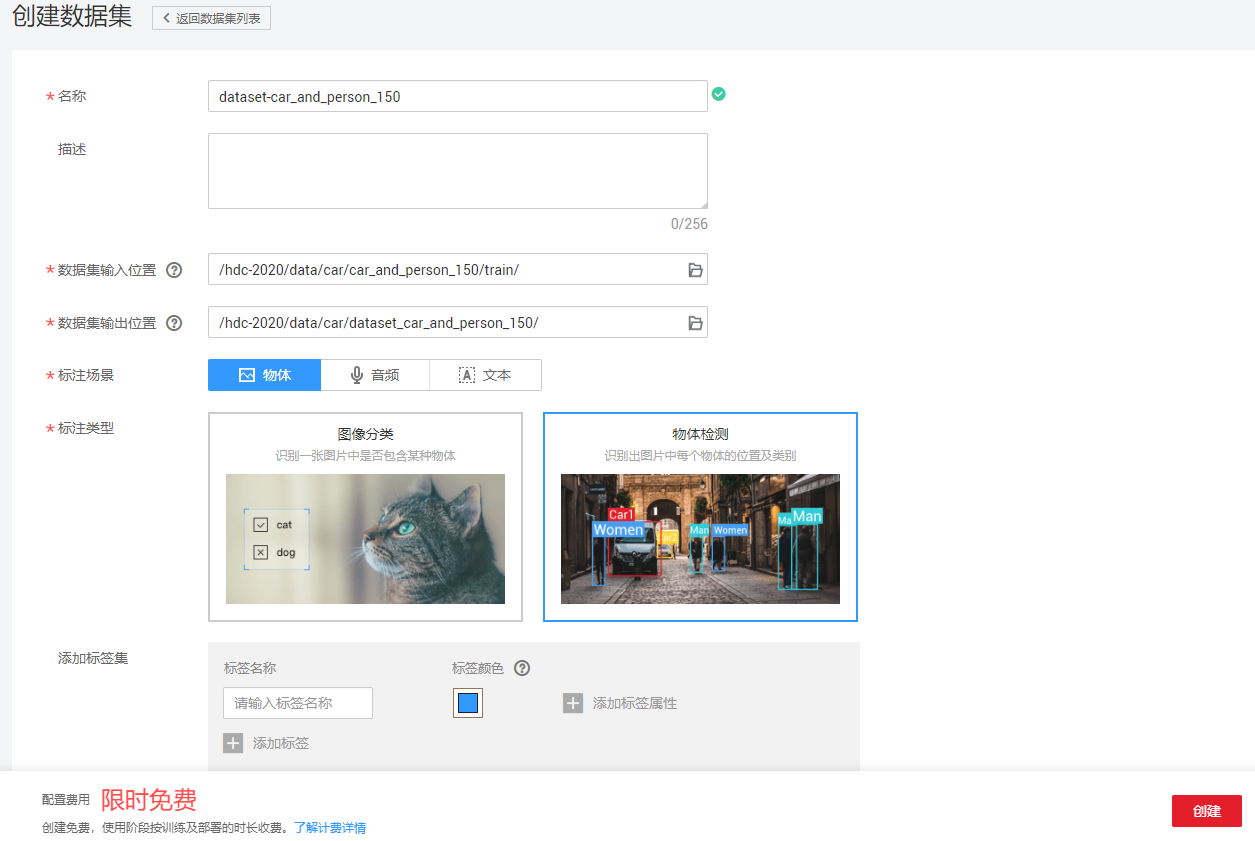 创建数据集
返回数据集列表
* 名称
dataset-car_and_person_150
描述
0/256
* 数据集输入位置 ?
/hdc-2020/data/car/car_and_person_150/train/
* 数据集输出位置 ?
/hdc-2020/data/car/dataset_car_and_person_150/
* 标注场景
物体
音频
A 文本
* 标注类型
图像分类
识别一张图片中是否包含某种物体
cat
dog
物体检测
识别出图片中每个物体的位置及类别
Car1
Women
Man
Women
Man
添加标签集
标签名称
标签颜色 ?
请输入标签名称
添加标签属性
添加标签
配置费用 限时免费
创建免费，使用阶段按训练及部署的时长收费。了解计费详情
创建